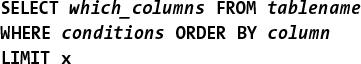 SELECT which_columns FROM tablename
WHERE conditions ORDER BY column
LIMIT x